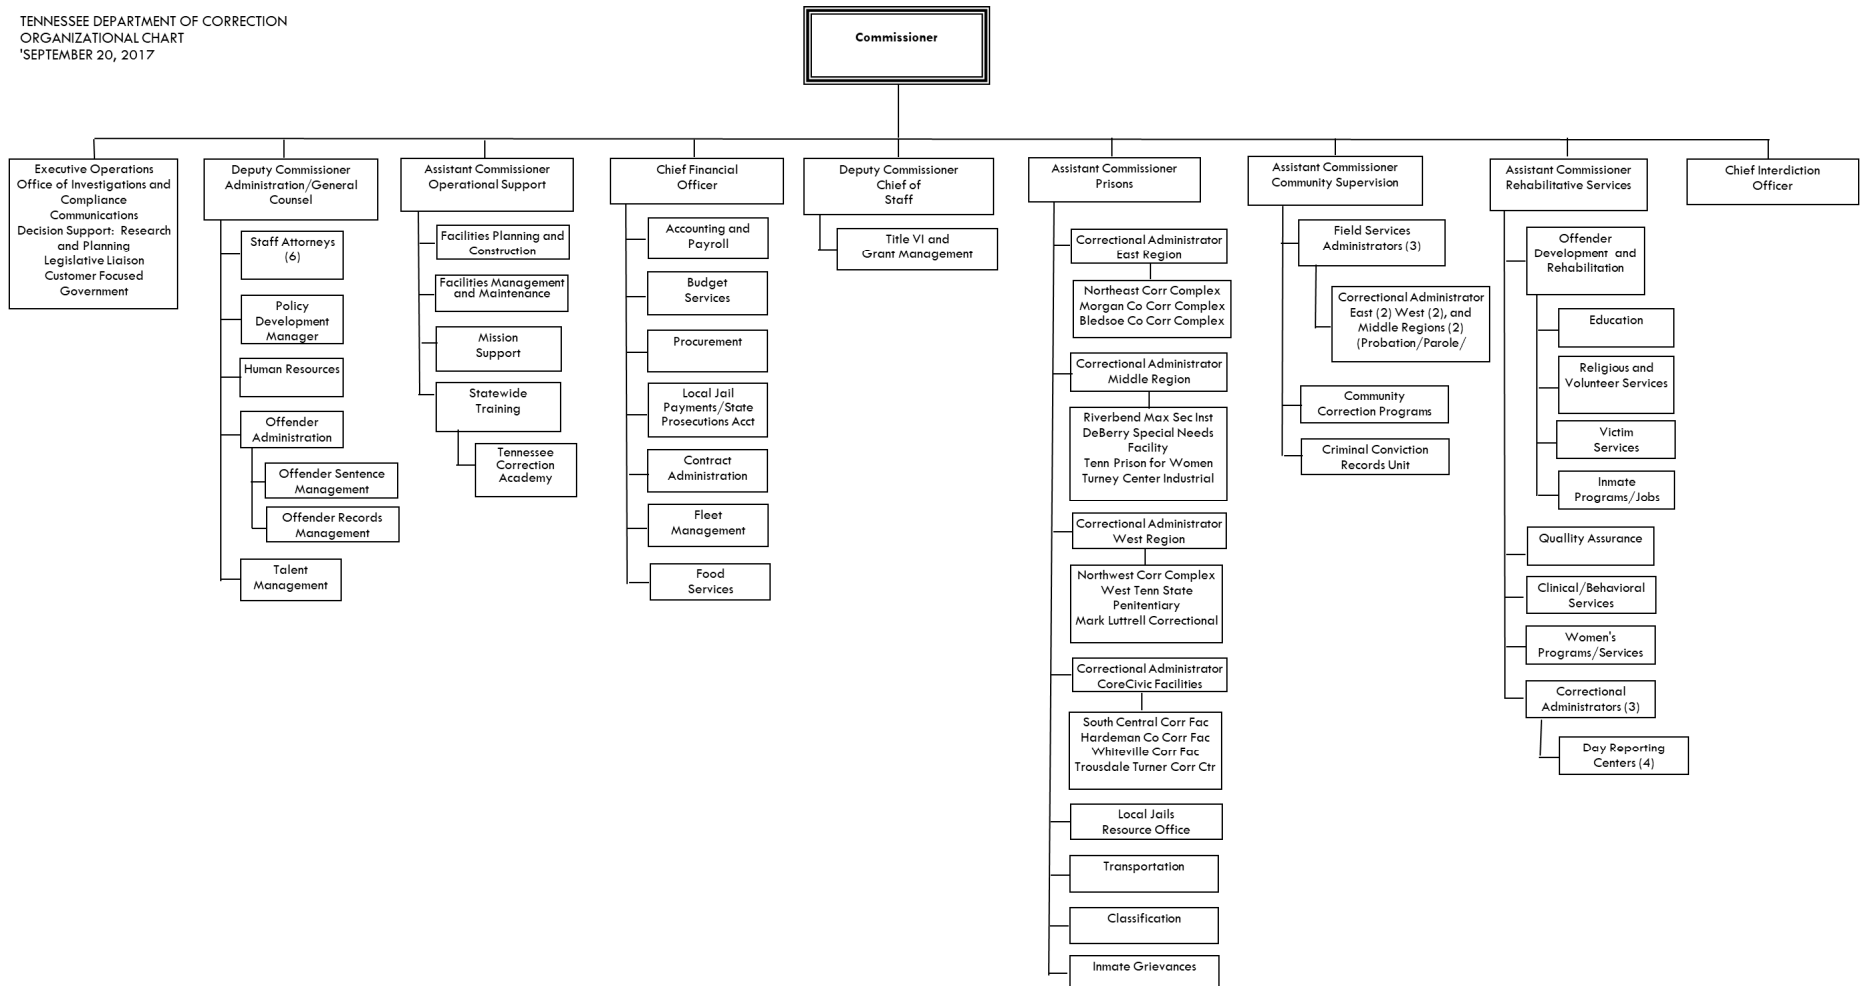 TENNESSEE DEPARTMENT OF CORRECTION
ORGANIZATIONAL CHART
'SEPTEMBER 20, 2017
Commissioner
Executive Operations
Office of Investigations and
Compliance
Communications
Decision Support: Research
and Planning
Legislative Liaison
Customer Focused
Government
Deputy Commissioner
Administration/General
Counsel
Staff Attorneys
(6)
Policy
Development
Manager
Human Resources
Offender
Administration
Offender Sentence
Management
Offender Records
Management
Talent
Management
Assistant Commissioner
Operational Support
Facilities Planning and
Construction
Facilities Management
and Maintenance
Mission
Support
Statewide
Training
Tennessee
Correction
Academy
Chief Financial
Officer
Accounting and
Payroll
Budget
Services
Procurement
Local Jail
Payments/State
Prosecutions Acct
Contract
Administration
Fleet
Management
Food
Services
Deputy Commissioner
Chief of
Staff
Title VI and
Grant Management
Assistant Commissioner
Prisons
Correctional Administrator
East Region
Northeast Corr Complex
Morgan Co Corr Complex
Bledsoe Co Corr Complex
Correctional Administrator
Middle Region
Riverbend Max Sec Inst
DeBerry Special Needs
Facility
Tenn Prison for Women
Turney Center Industrial
Correctional Administrator
West Region
Northwest Corr Complex
West Tenn State
Penitentiary
Mark Luttrell Correctional
Correctional Administrator
CoreCivic Facilities
South Central Corr Fac
Hardeman Co Corr Fac
Whiteville Corr Fac
Trousdale Turner Corr Ctr
Local Jails
Resource Office
Transportation
Classification
Inmate Grievances
Assistant Commissioner
Community Supervision
Field Services
Administrators (3)
Correctional Administrator
East (2) West (2), and
Middle Regions (2)
(Probation/Parole/
Community
Correction Programs
Criminal Conviction
Records Unit
Assistant Commissioner
Rehabilitative Services
Offender
Development and
Rehabilitation
Education
Religious and
Volunteer Services
Victim
Services
Inmate
Programs/Jobs
Quallity Assurance
Clinical/Behavioral
Services
Women's
Programs/Services
Correctional
Administrators (3)
Day Reporting
Centers (4)
Chief Interdiction
Officer